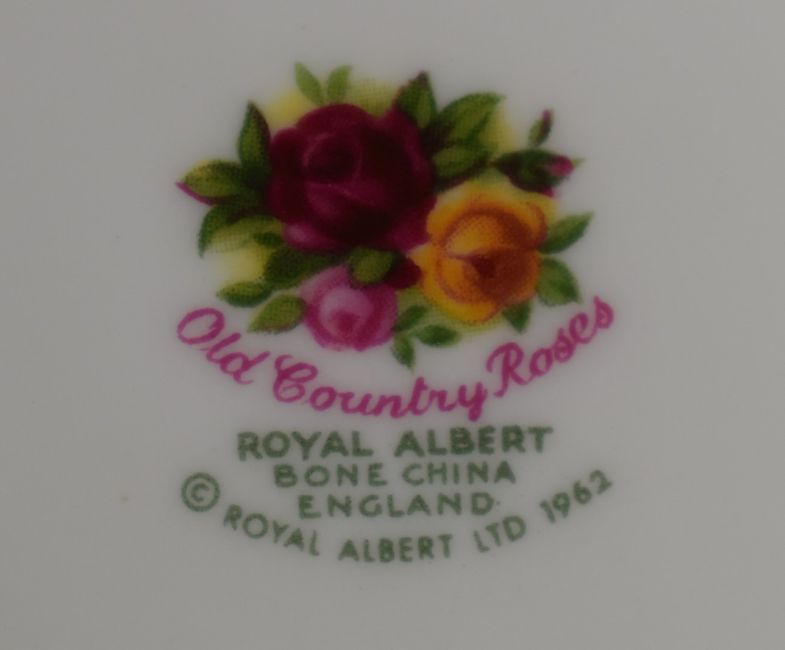 Old Country Roses
ROYAL ALBERT
BONE CHINA
ENGLAND
© ROYAL ALBERT LTD 1962